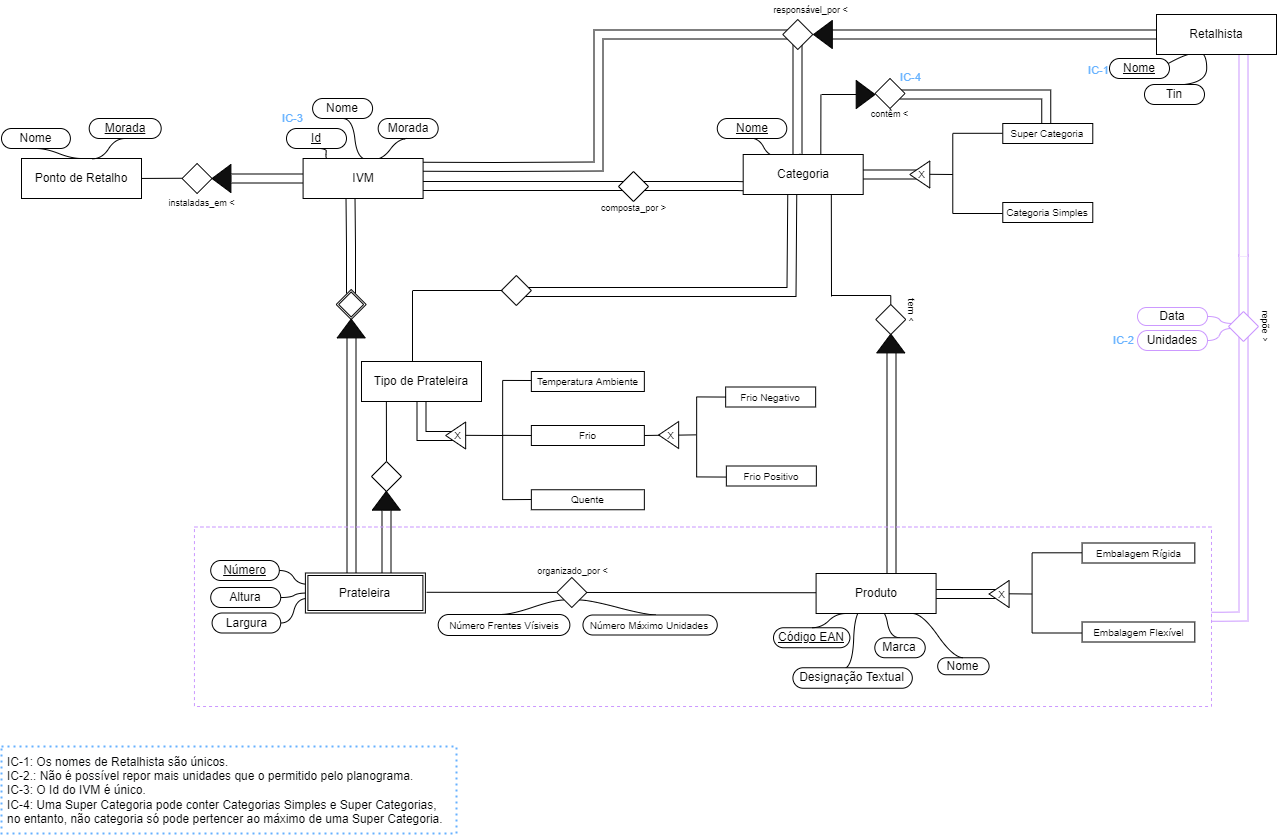 responsável_por <
Retalhista
IC-1
Nome
Tin
IC-4
contêm <
Nome
IC-3
Id
Morada
Nome
Morada
Nome
Super Categoria
Ponto de Retalho
IVM
Categoria
X
instaladas_em <
composta_por >
Categoria Simples
tem <
Data
IC-2
Unidades
repõe >
Tipo de Prateleira
Temperatura Ambiente
Frio Negativo
X
Frio
X
Frio Positivo
Quente
Número
Altura
Largura
Prateleira
organizado_por <
Número Frentes Vísiveis
Número Máximo Unidades
Produto
X
Embalagem Rígida
Embalagem Flexível
Código EAN
Marca
Nome
Designação Textual
IC-1: Os nomes de Retalhista são únicos.
IC-2.: Não é possível repor mais unidades que o permitido pelo planograma.
IC-3: O Id do IVM é único.
IC-4: Uma Super Categoria pode conter Categorias Simples e Super Categorias,
no entanto, não categoria só pode pertencer ao máximo de uma Super Categoria.